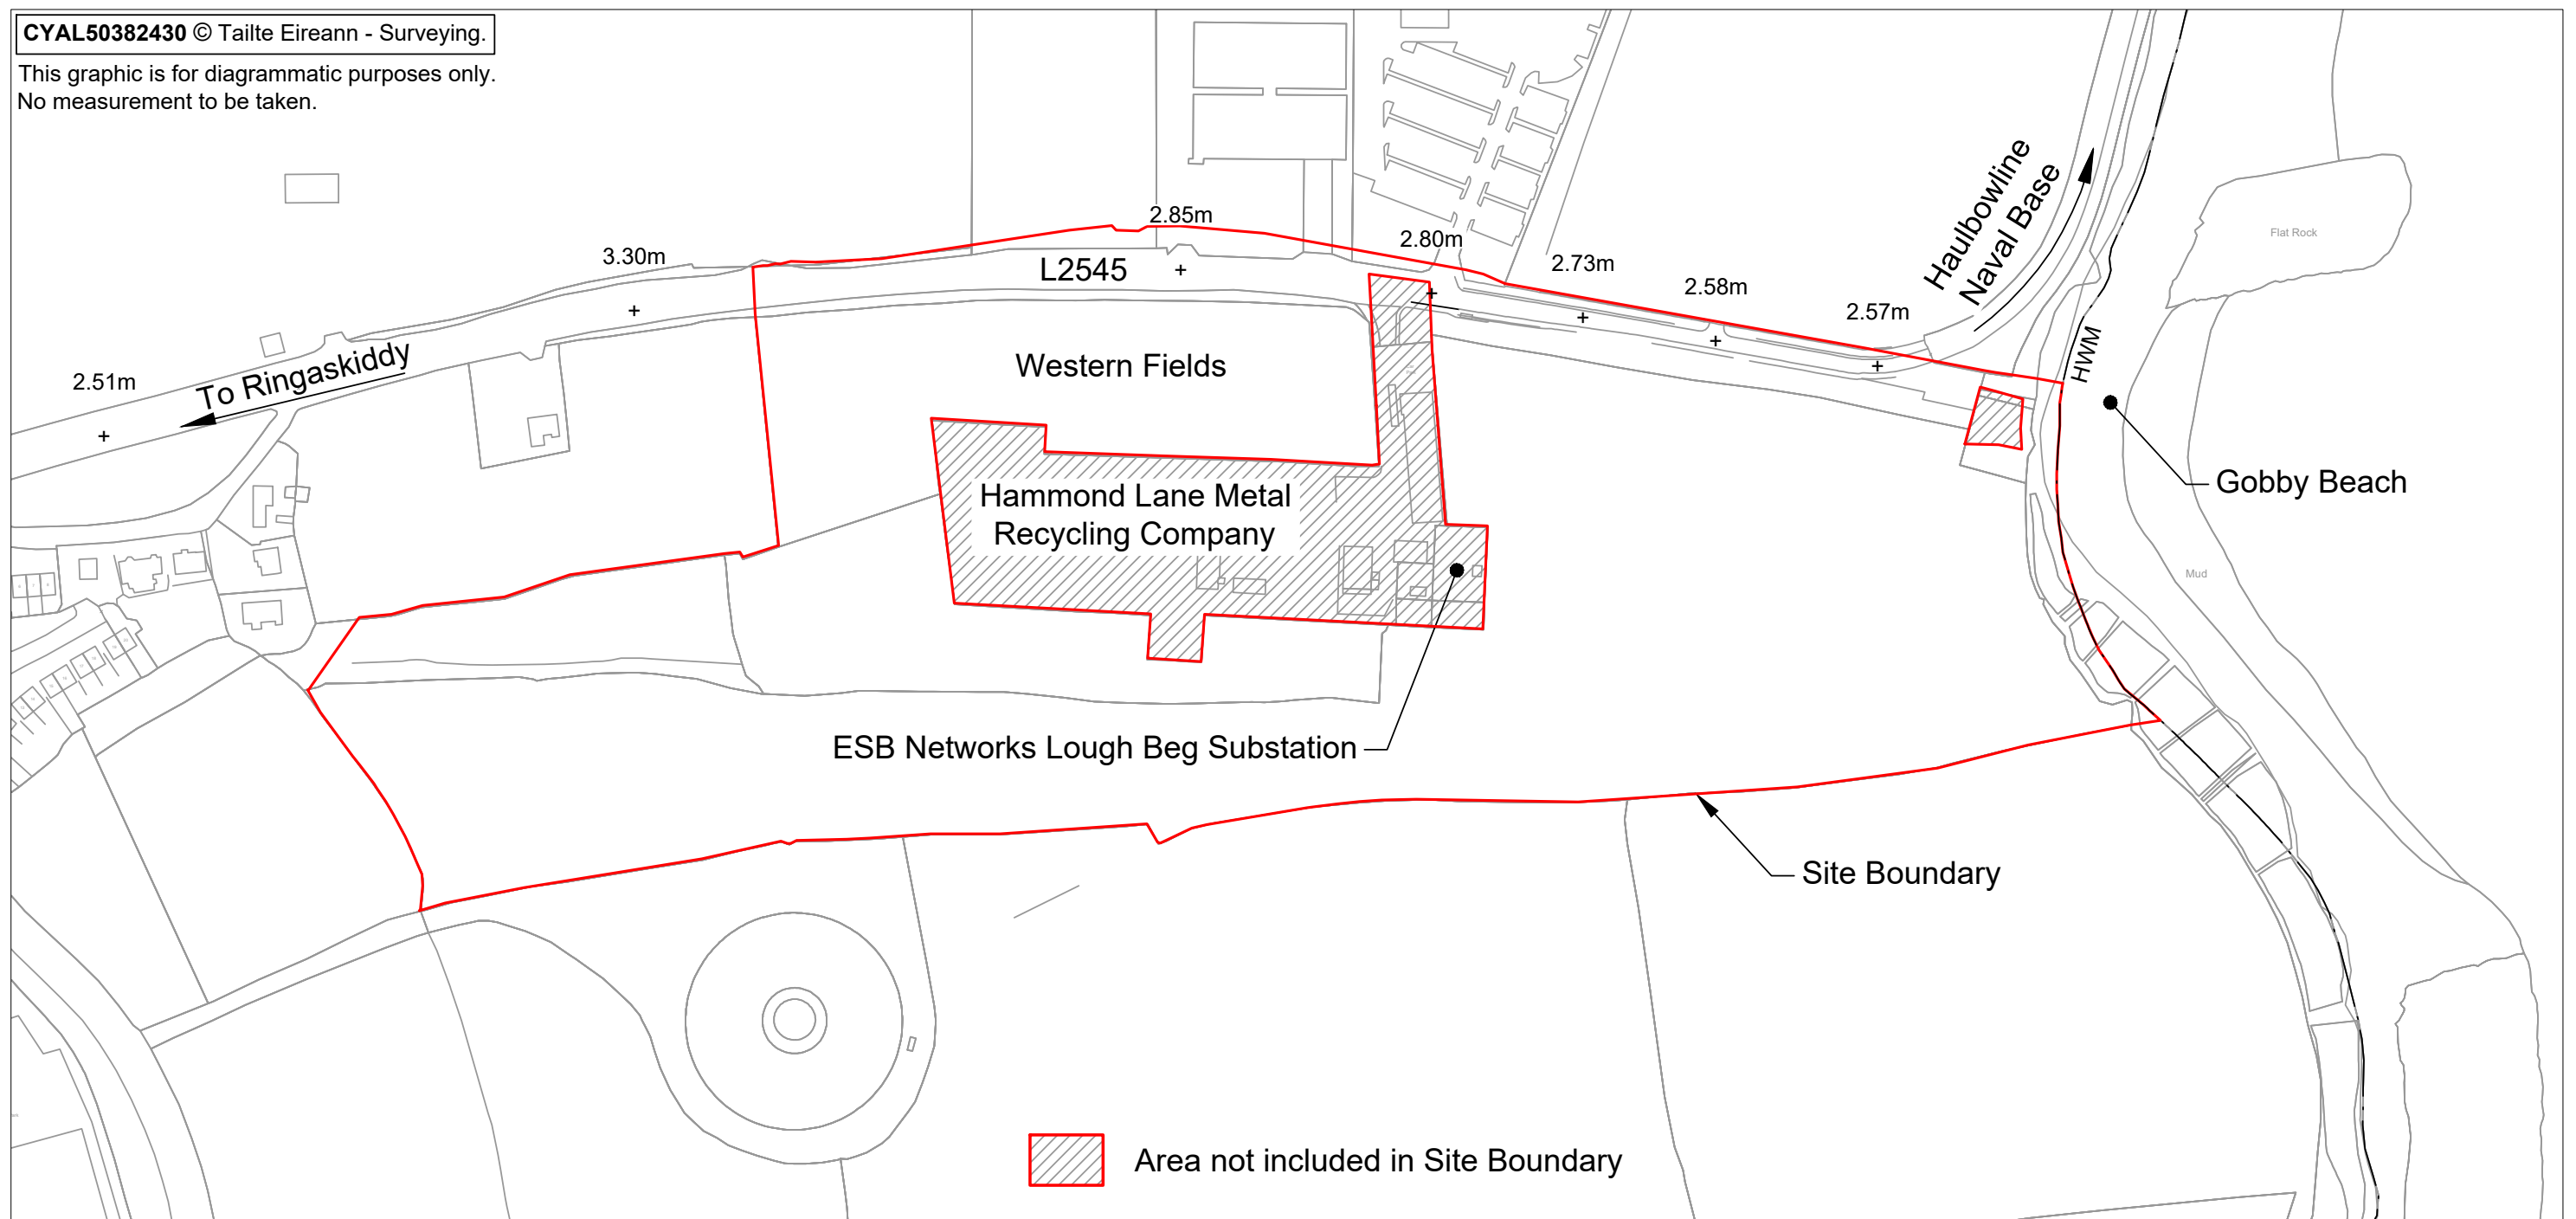 CYAL50382430 © Tailte Eireann - Surveying.
This graphic is for diagrammatic purposes only.
No measurement to be taken.
2.85m
2.80m
3.30m
L2545
2.73m
2.58m
2.57m
Haulbowline
Naval Base
Flat Rock
HWM
2.51m
To Ringaskiddy
Western Fields
Gobby Beach
Hammond Lane Metal
Recycling Company
Mud
ESB Networks Lough Beg Substation
Site Boundary
Area not included in Site Boundary